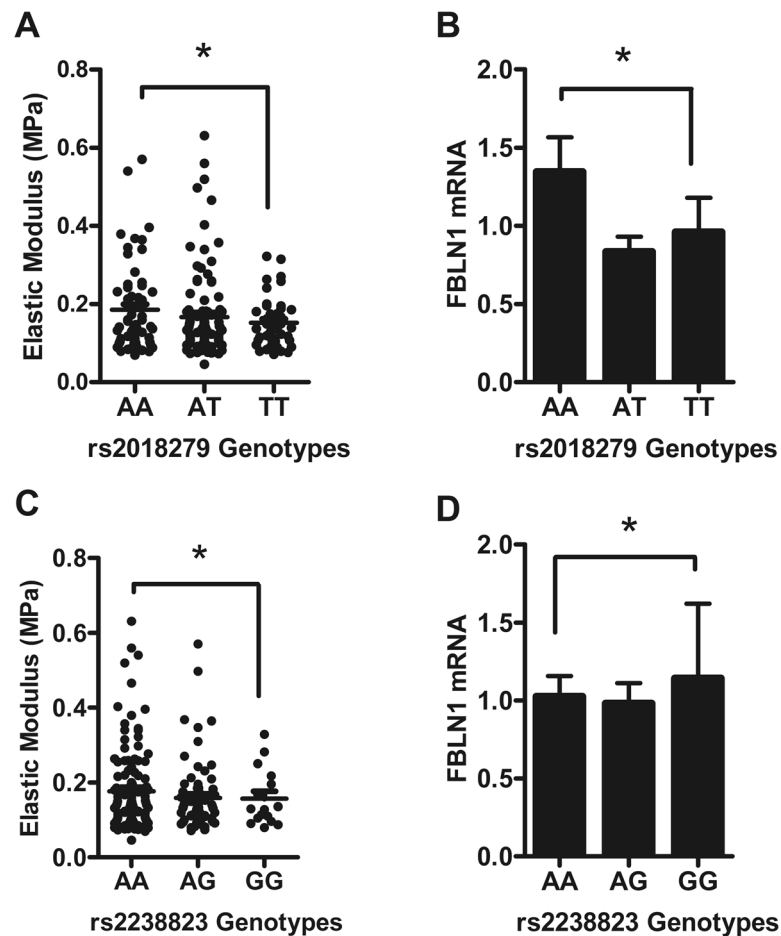 A
*
Elastic Modulus (MPa)
0.8
0.6
0.4
0.2
0.0
AA AT TT
rs2018279 Genotypes
B
*
FBLN1 mRNA
2.0
1.5
1.0
0.5
0.0
AA AT TT
rs2018279 Genotypes
C
*
Elastic Modulus (MPa)
0.8
0.6
0.4
0.2
0.0
AA AG GG
rs2238823 Genotypes
D
*
FBLN1 mRNA
2.0
1.5
1.0
0.5
0.0
AA AG GG
rs2238823 Genotypes